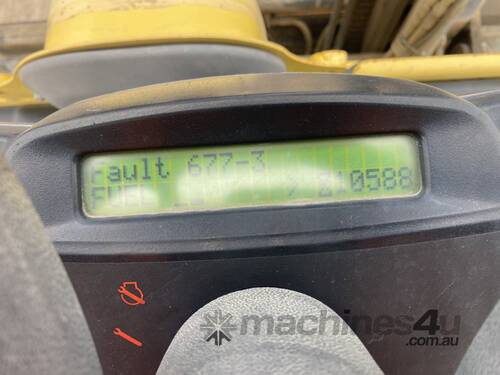 Fault 677-3
FUEL 210588
machines4u
.com.au